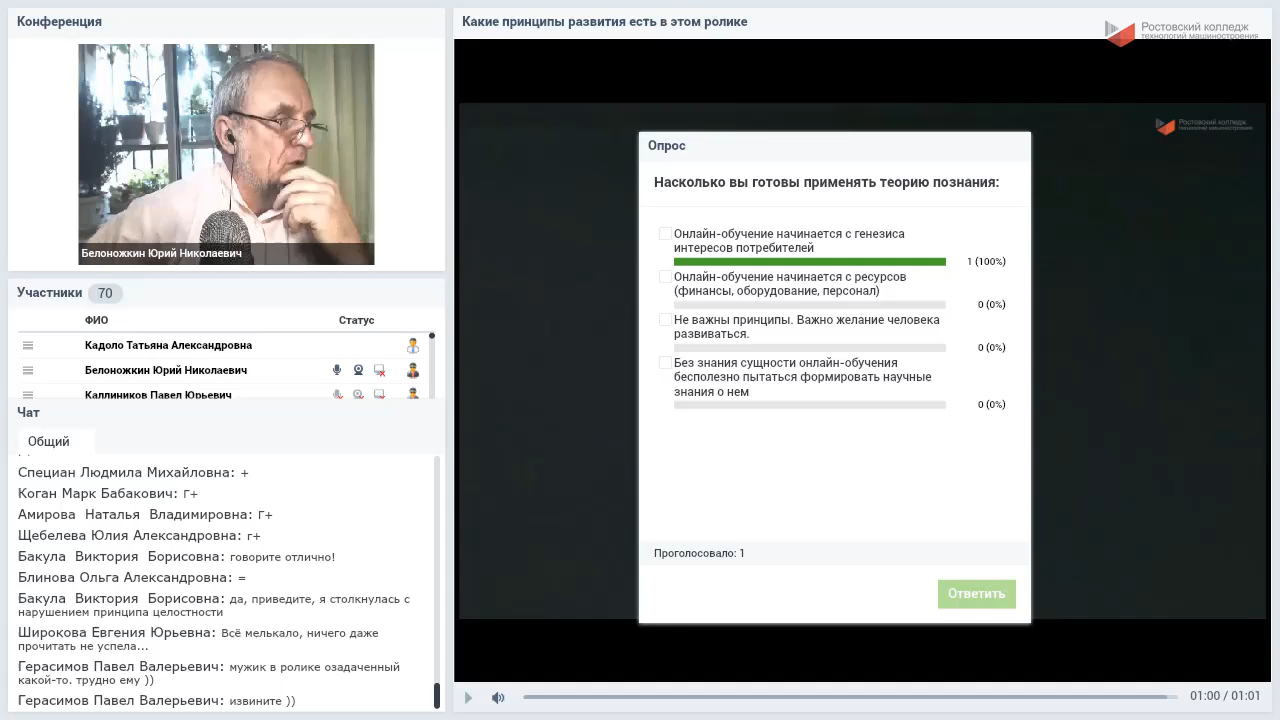 Конференция
Белоножкин Юрий Николаевич
Участники 70
ФИО Статус
Кадоло Татьяна Александровна
Белоножкин Юрий Николаевич
Каллиников Павел Юрьевич
Чат
Общий
Специан Людмила Михайловна: +
Коган Марк Бабакович: Г+
Амирова Наталья Владимировна: Г+
Щебелева Юлия Александровна: г+
Бакула Виктория Борисовна: говорите отлично!
Блинова Ольга Александровна: =
Бакула Виктория Борисовна: да, приведите, я столкнулась с
нарушением принципа целостности
Широкова Евгения Юрьевна: Всё мелькало, ничего даже
прочитать не успела...
Герасимов Павел Валерьевич: мужик в ролике озадаченный
какой-то. трудно ему ))
Герасимов Павел Валерьевич: извините ))
Какие принципы развития есть в этом ролике
Ростовский колледж
технологий машиностроения
Ростовский колледж
технологий машиностроения
Опрос
Насколько вы готовы применять теорию познания:
Онлайн-обучение начинается с генезиса
интересов потребителей
1 (100%)
Онлайн-обучение начинается с ресурсов
(финансы, оборудование, персонал)
0 (0%)
Не важны принципы. Важно желание человека
развиваться.
0 (0%)
Без знания сущности онлайн-обучения
бесполезно пытаться формировать научные
знания о нем
0 (0%)
Проголосовало: 1
Ответить
01:00 / 01:01